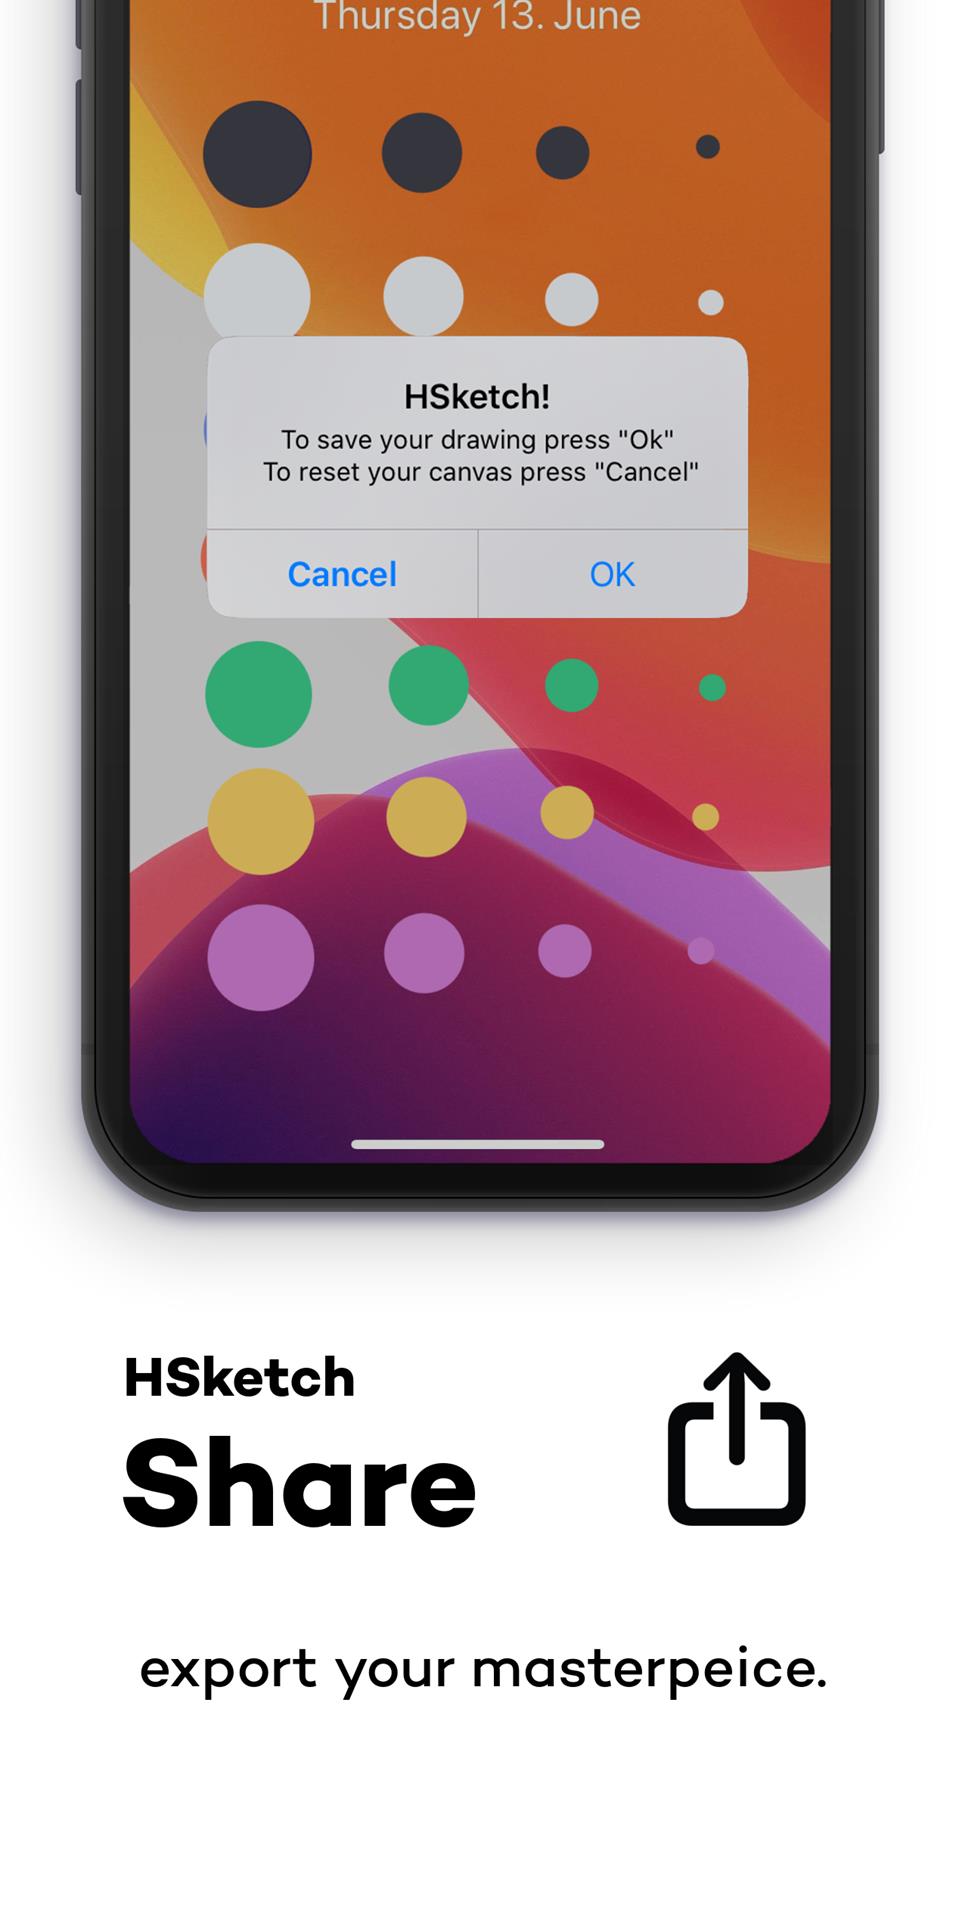 Thursday 13. June
HSketch!
To save your drawing press "Ok"
To reset your canvas press "Cancel"
Cancel
OK
HSketch
Share
export your masterpeice.